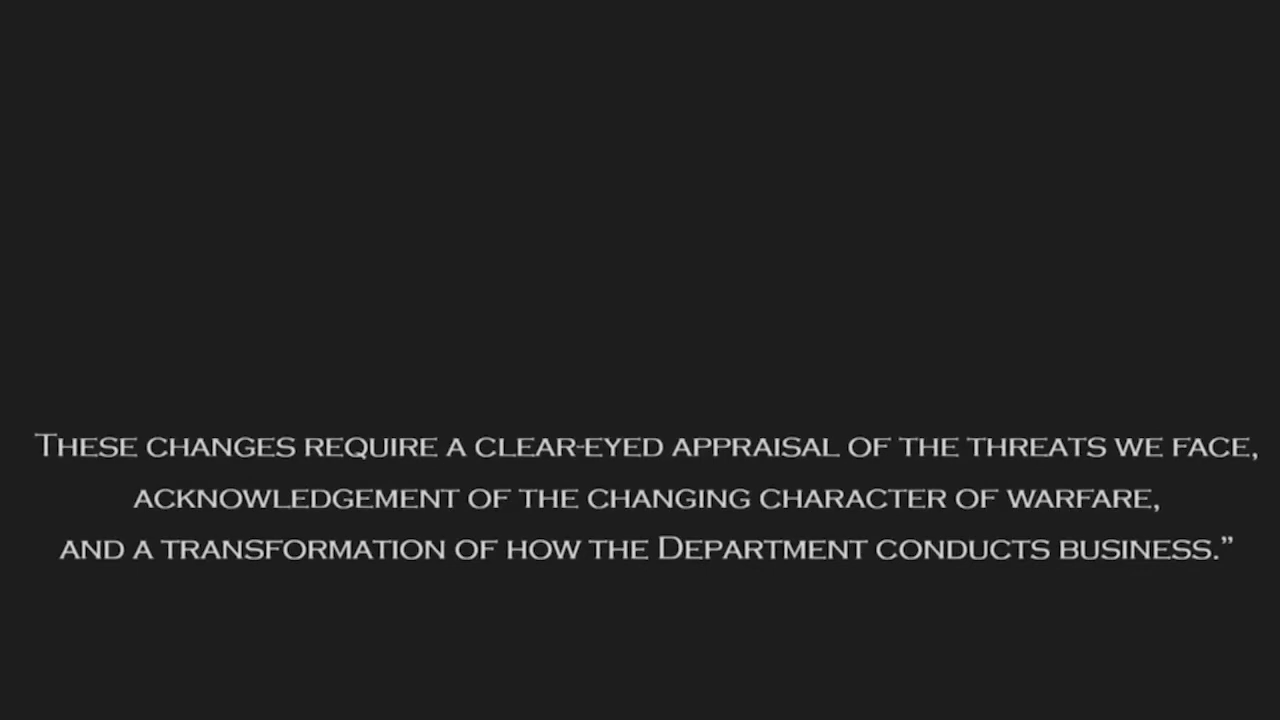 These changes require a clear-eyed appraisal of the threats we face,
acknowledgement of the changing character of warfare,
and a transformation of how the Department conducts business.”